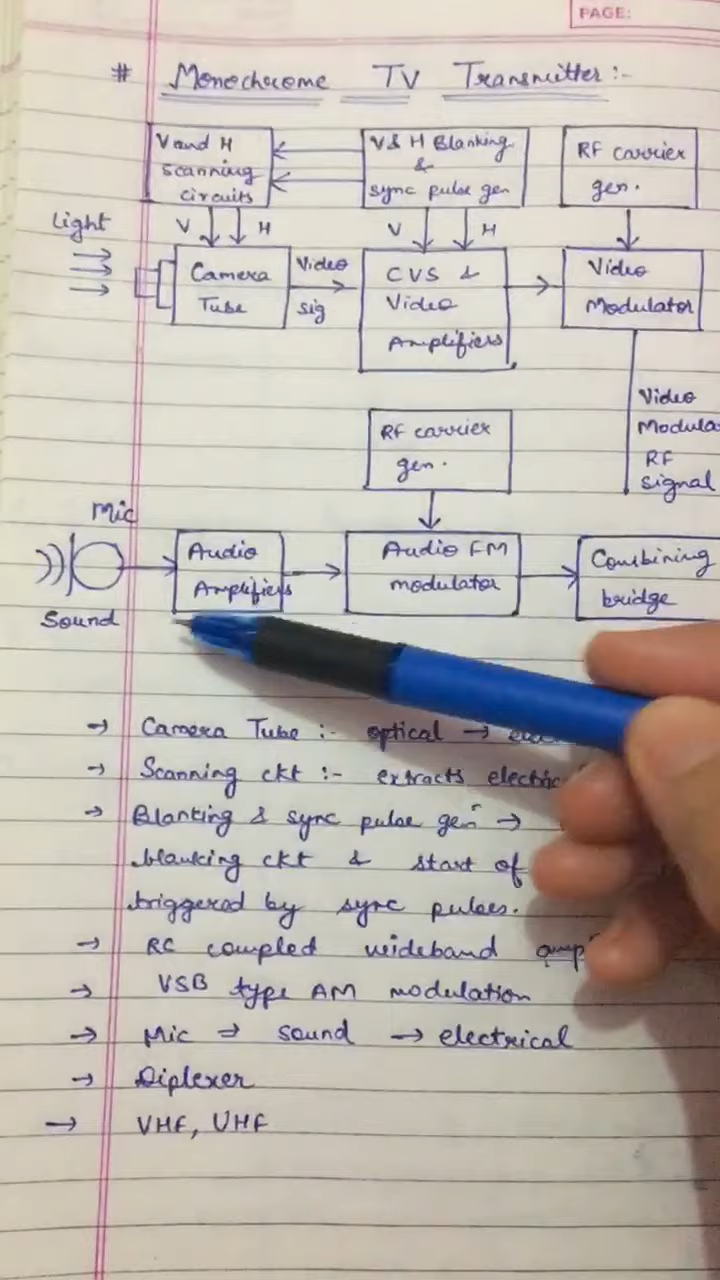 PAGE:
# Monochrome TV Transmitter :-
V and H
scanning
circuits
V & H Blanking
&
sync pulse gen
RF carrier
gen.
V H
V H
Light
Camera
Tube
Video
sig
CVS &
Video
Amplifiers
Video
Modulator
Video
Modula
RF
signal
RF carrier
gen.
Mic
Sound
Audio
Amplifiers
Audio FM
modulator
Combining
bridge
→ Camera Tube :- optical →
→ Scanning ckt :- extracts electric
→ Blanking & sync pulse gen →
blanking ckt & start of
triggered by sync pulses.
→ RC coupled wideband amp
→ VSB type AM modulation
→ Mic ⇒ sound → electrical
→ Diplexer
→ VHF, UHF